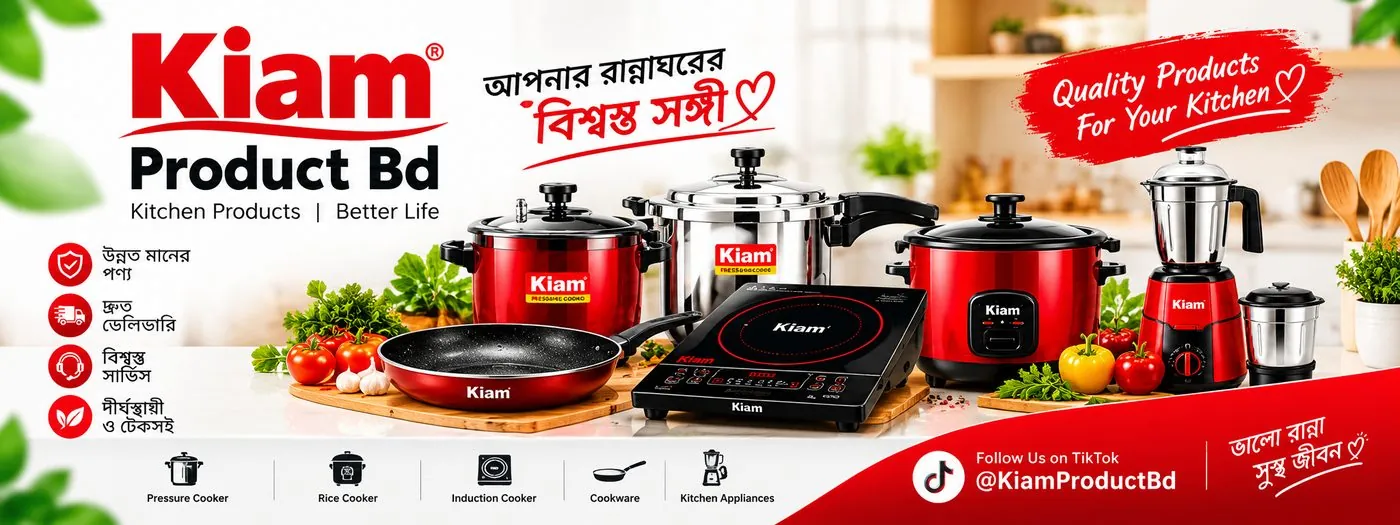 Kiam®
Product Bd
Kitchen Products | Better Life
আপনার রান্নাঘরের
বিশ্বস্ত সঙ্গী
Quality Products
For Your Kitchen
উন্নত মানের
পণ্য
দ্রুত
ডেলিভারি
বিশ্বস্ত
সার্ভিস
দীর্ঘস্থায়ী
ও টেকসই
Kiam
Kiam
Kiam
Kiam
Kiam
Kiam
Kiam
Kiam
Pressure Cooker
Rice Cooker
Induction Cooker
Cookware
Kitchen Appliances
Follow Us on TikTok
@KiamProductBd
ভালো রান্না
সুস্থ জীবন